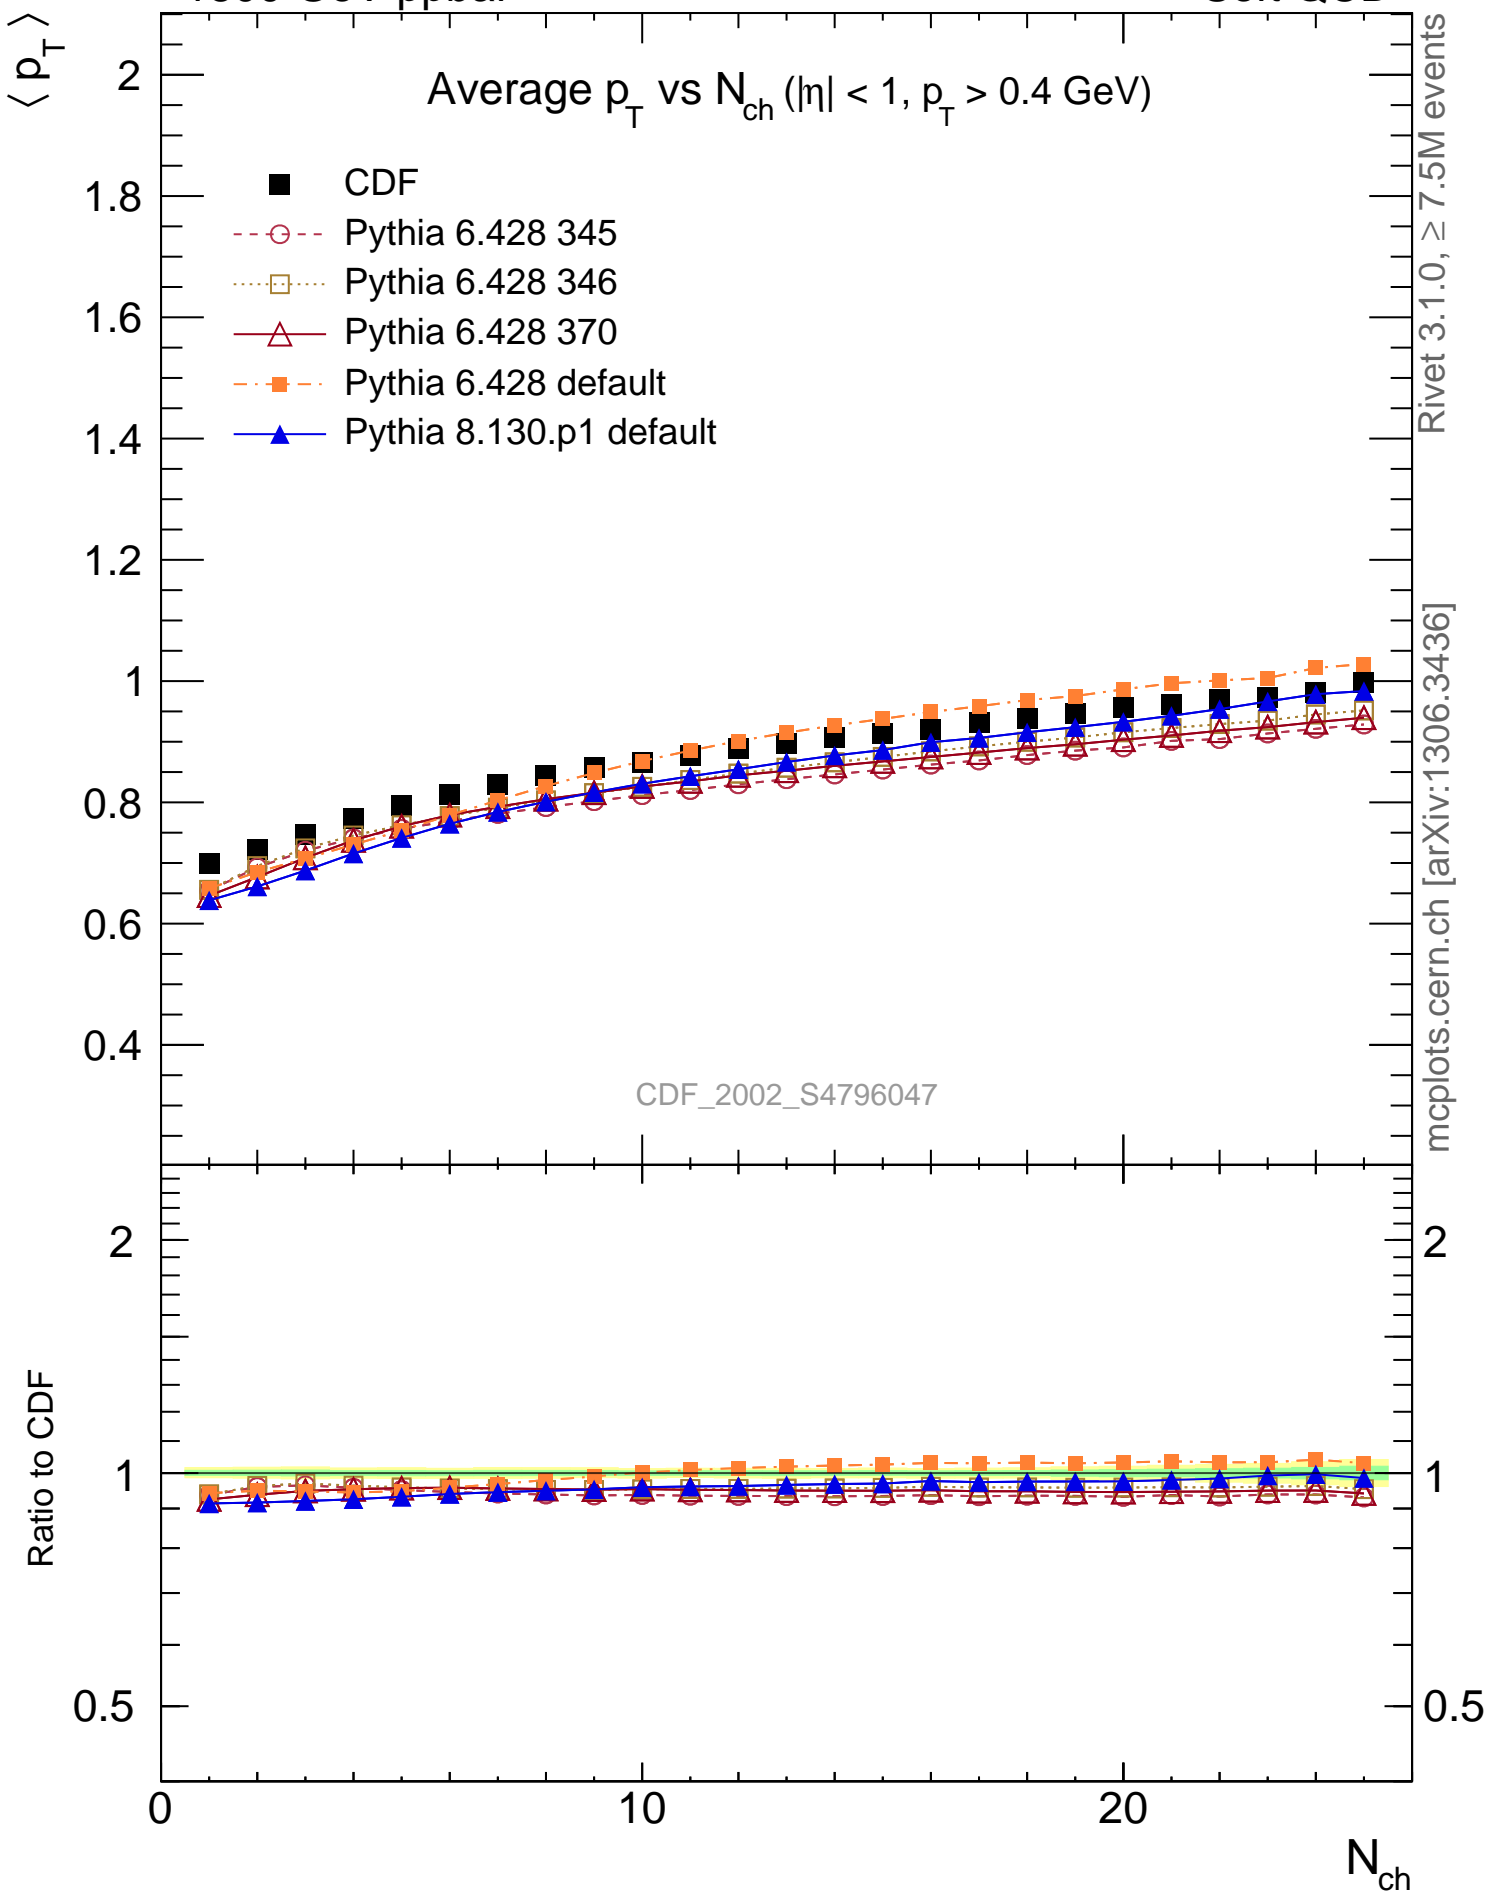 ⟨ p_T ⟩
Average p_T vs N_ch (|η| < 1, p_T > 0.4 GeV)
CDF
Pythia 6.428 345
Pythia 6.428 346
Pythia 6.428 370
Pythia 6.428 default
Pythia 8.130.p1 default
2
1.8
1.6
1.4
1.2
1
0.8
0.6
0.4
CDF_2002_S4796047
Rivet 3.1.0, ≥ 7.5M events
mcplots.cern.ch [arXiv:1306.3436]
Ratio to CDF
2
1
0.5
2
1
0.5
0
10
20
N_ch